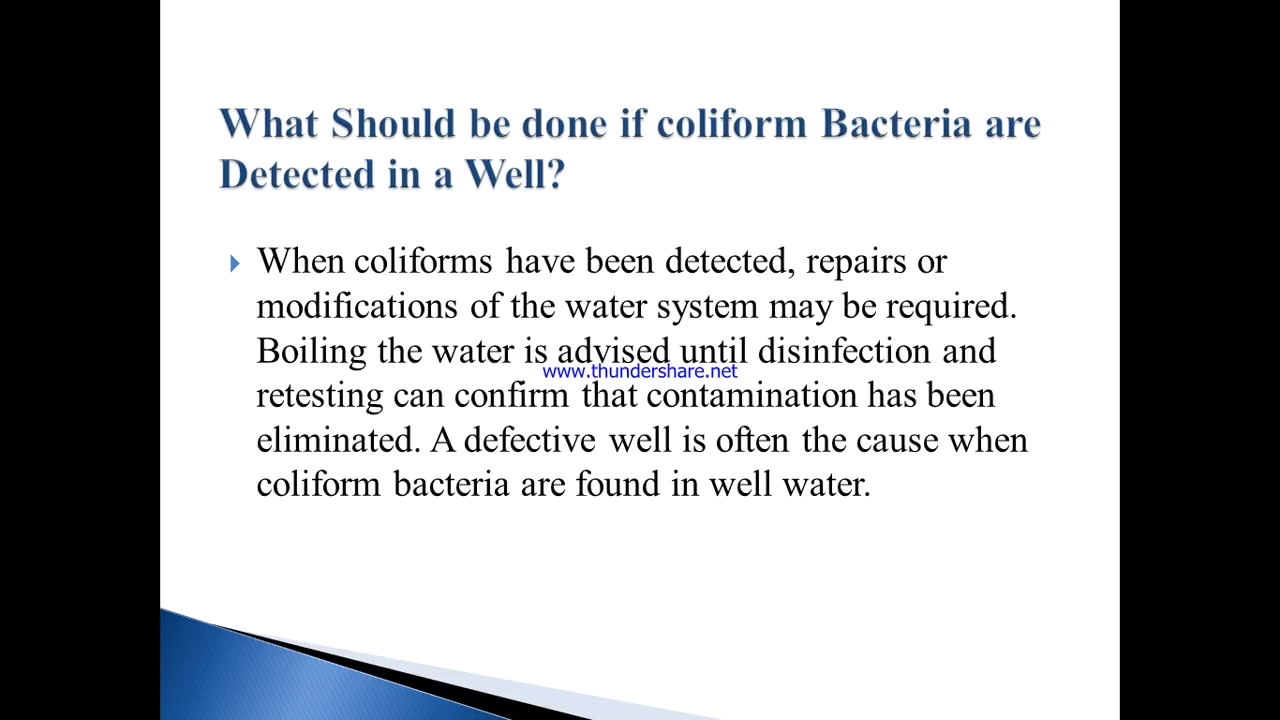 What Should be done if coliform Bacteria are
Detected in a Well?
When coliforms have been detected, repairs or
modifications of the water system may be required.
Boiling the water is advised until disinfection and
www.thundershare.net
retesting can confirm that contamination has been
eliminated. A defective well is often the cause when
coliform bacteria are found in well water.